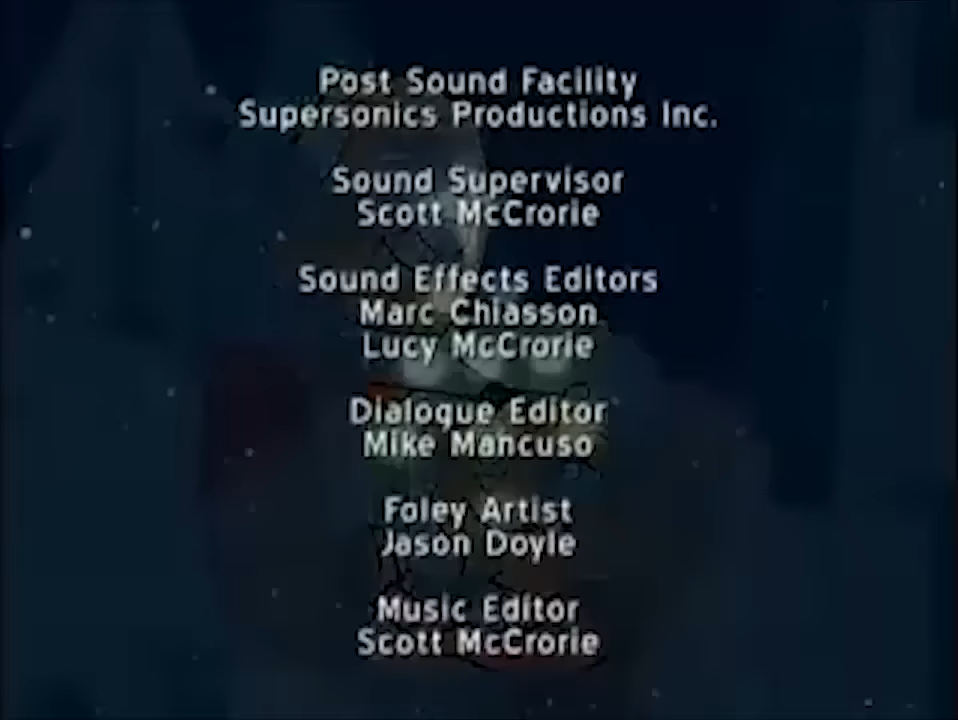 Post Sound Facility
Supersonics Productions Inc.
Sound Supervisor
Scott McCrorie
Sound Effects Editors
Marc Chiasson
Lucy McCrorie
Dialogue Editor
Mike Mancuso
Foley Artist
Jason Doyle
Music Editor
Scott McCrorie